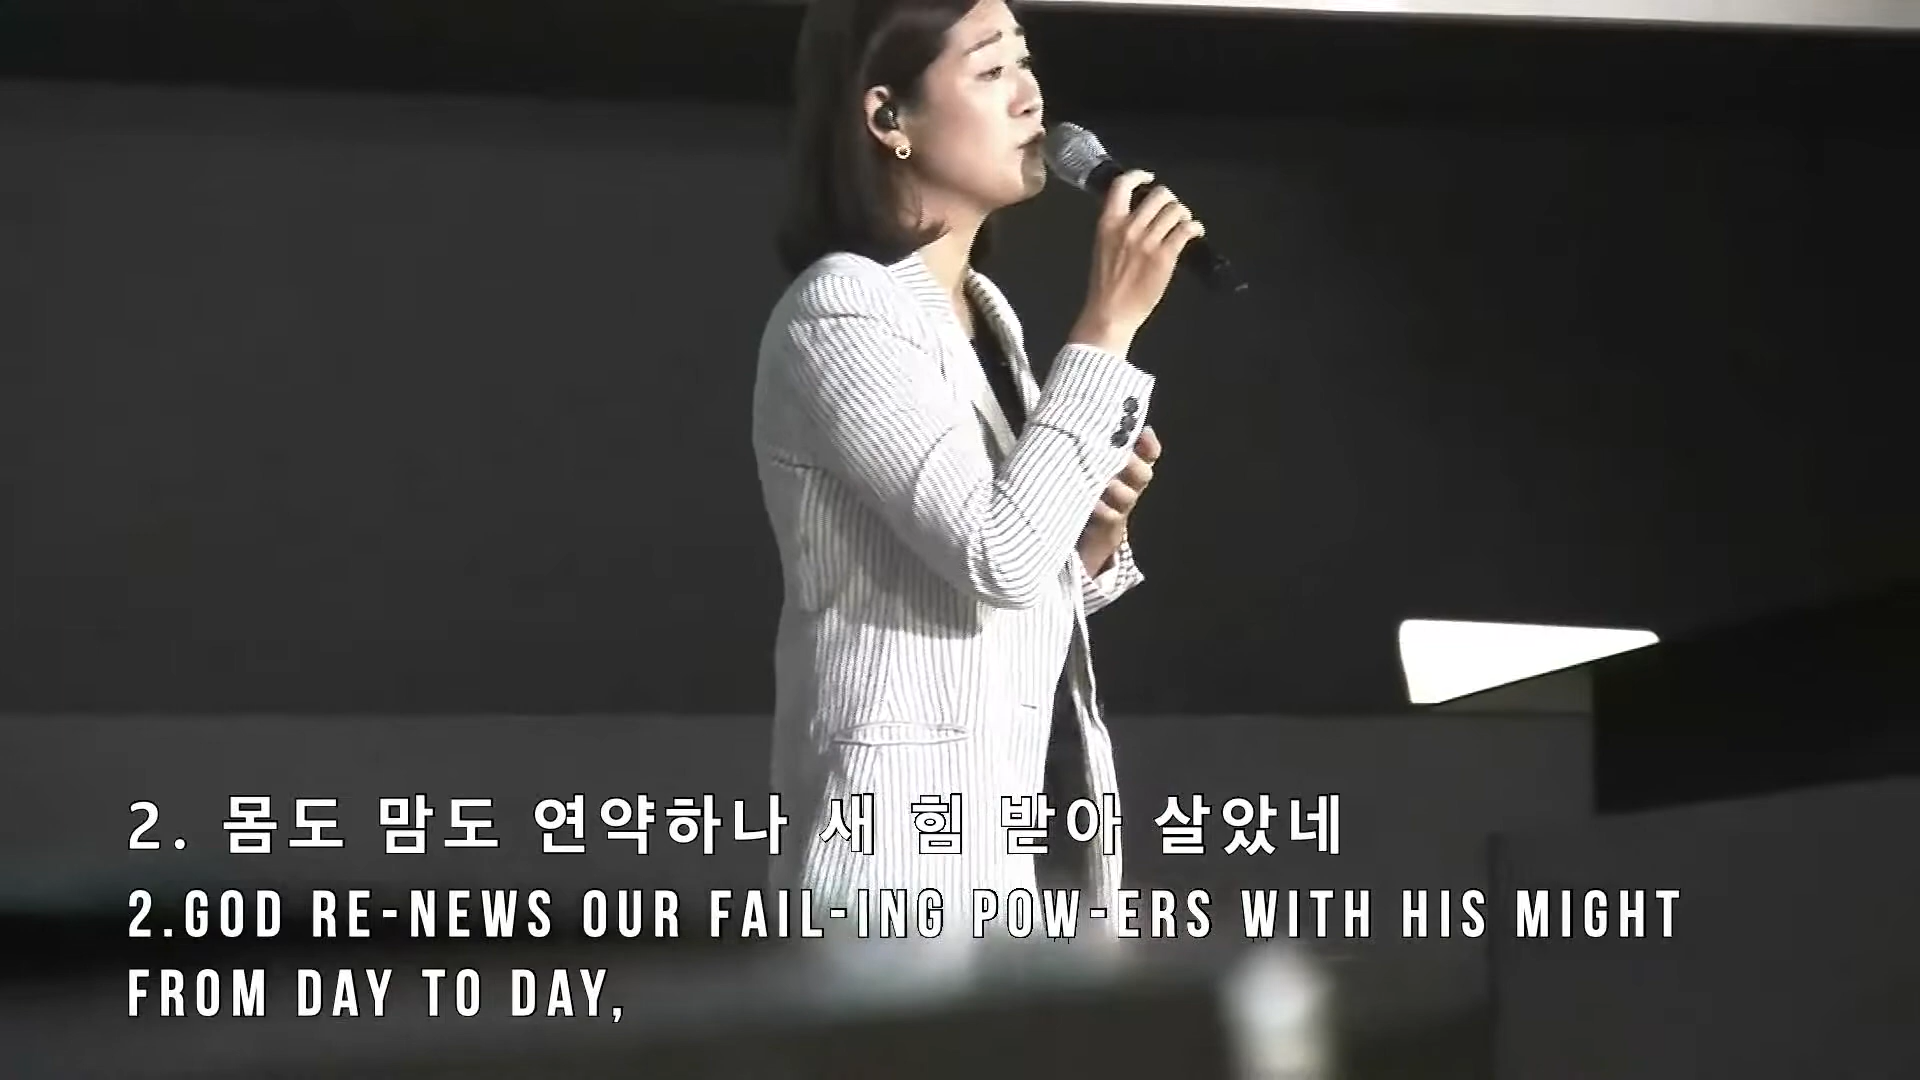 2. 몸도 맘도 연약하나 새 힘 받아 살았네
2.GOD RE-NEWS OUR FAIL-ING POW-ERS WITH HIS MIGHT
FROM DAY TO DAY,